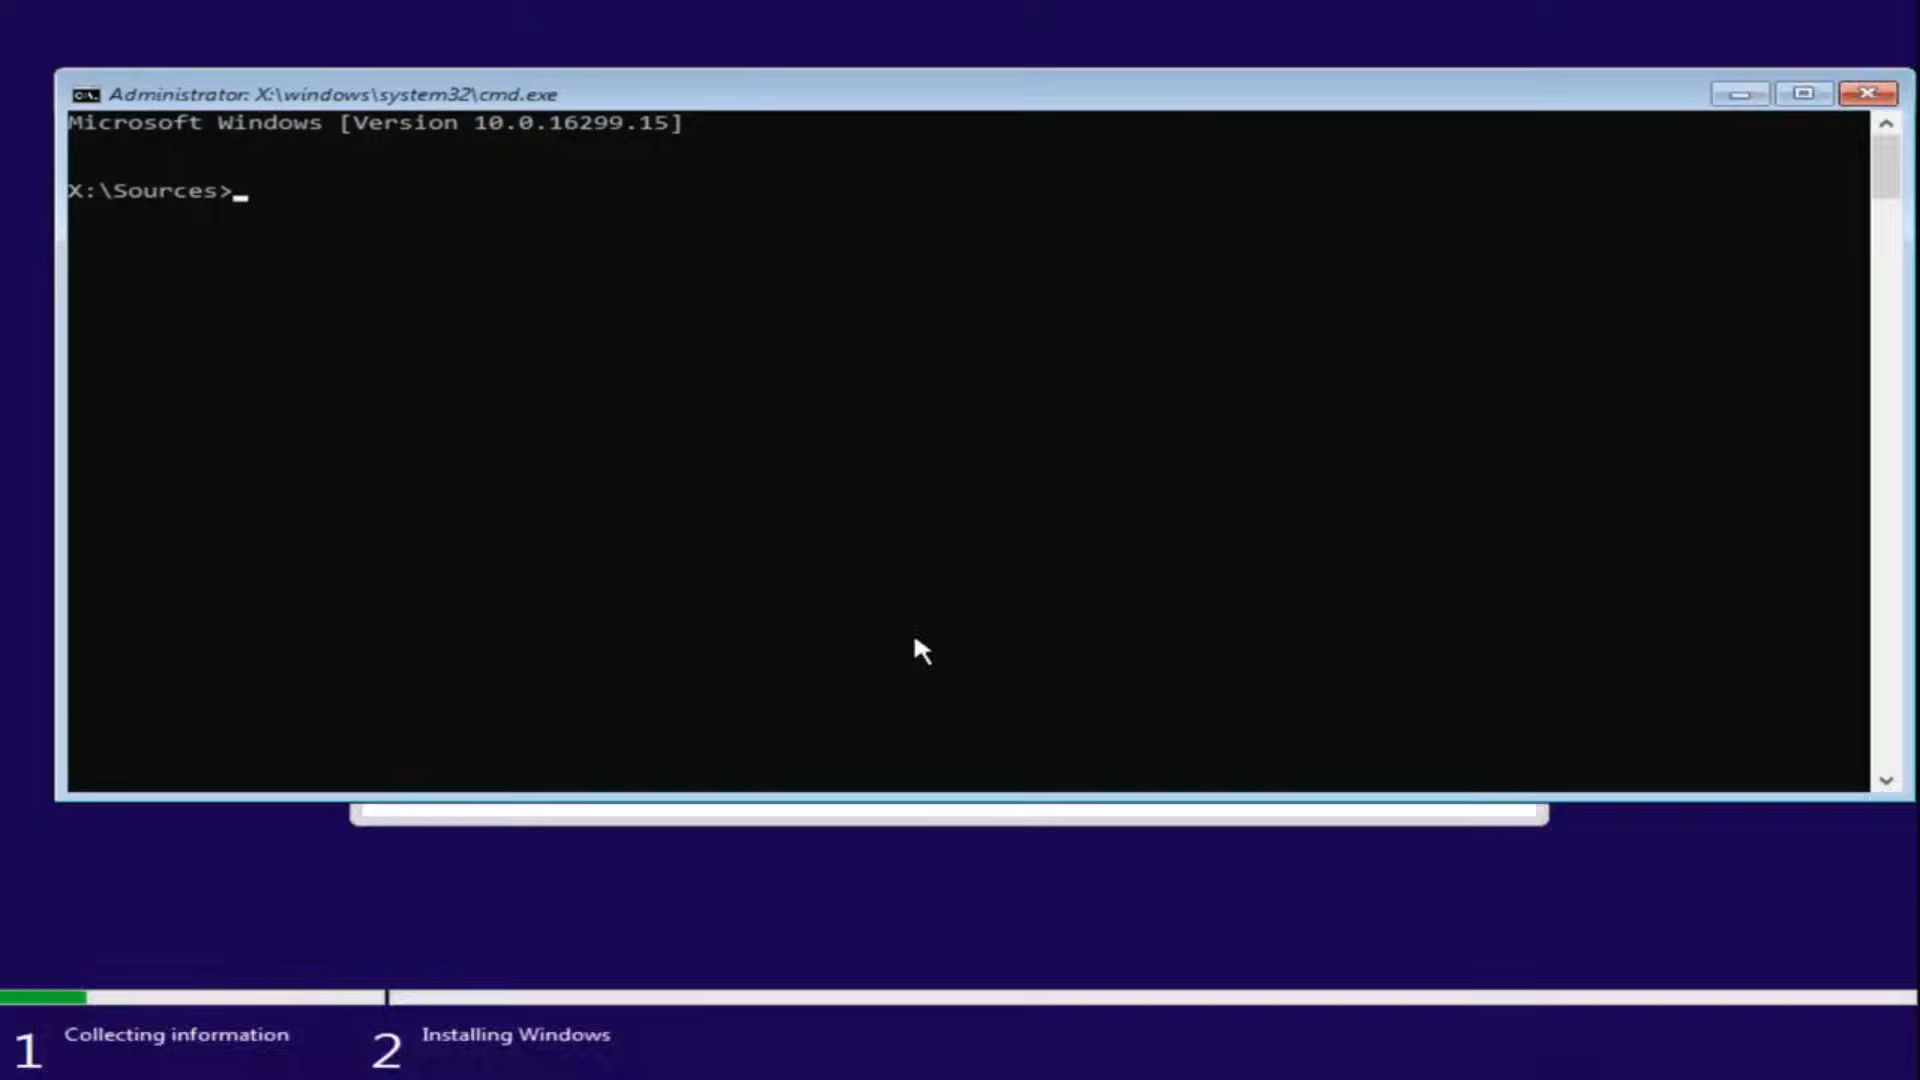 Administrator: X:\windows\system32\cmd.exe
Microsoft Windows [Version 10.0.16299.15]
X:\Sources>
1 Collecting information
2 Installing Windows